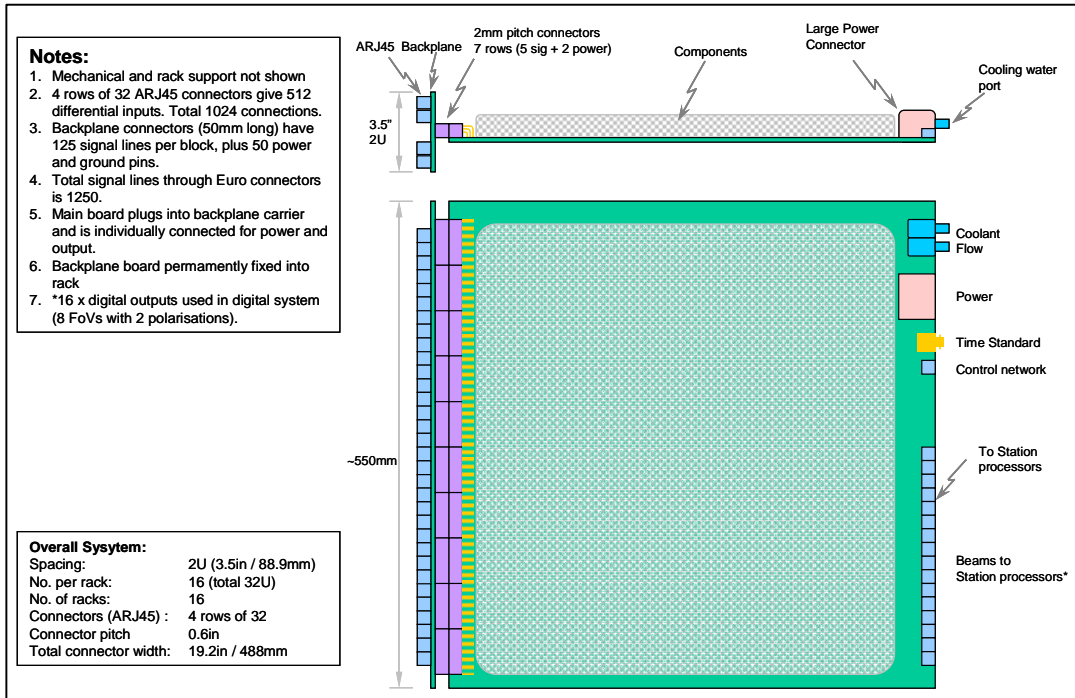 Notes:
1. Mechanical and rack support not shown
2. 4 rows of 32 ARJ45 connectors give 512
differential inputs. Total 1024 connections.
3. Backplane connectors (50mm long) have
125 signal lines per block, plus 50 power
and ground pins.
4. Total signal lines through Euro connectors
is 1250.
5. Main board plugs into backplane carrier
and is individually connected for power and
output.
6. Backplane board permamently fixed into
rack
7. *16 x digital outputs used in digital system
(8 FoVs with 2 polarisations).
ARJ45 Backplane
2mm pitch connectors
7 rows (5 sig + 2 power)
Components
Large Power
Connector
Cooling water
port
3.5"
2U
Coolant
Flow
Power
Time Standard
Control network
~550mm
To Station
processors
Beams to
Station processors*
Overall Sysytem:
Spacing: 2U (3.5in / 88.9mm)
No. per rack: 16 (total 32U)
No. of racks: 16
Connectors (ARJ45) : 4 rows of 32
Connector pitch 0.6in
Total connector width: 19.2in / 488mm